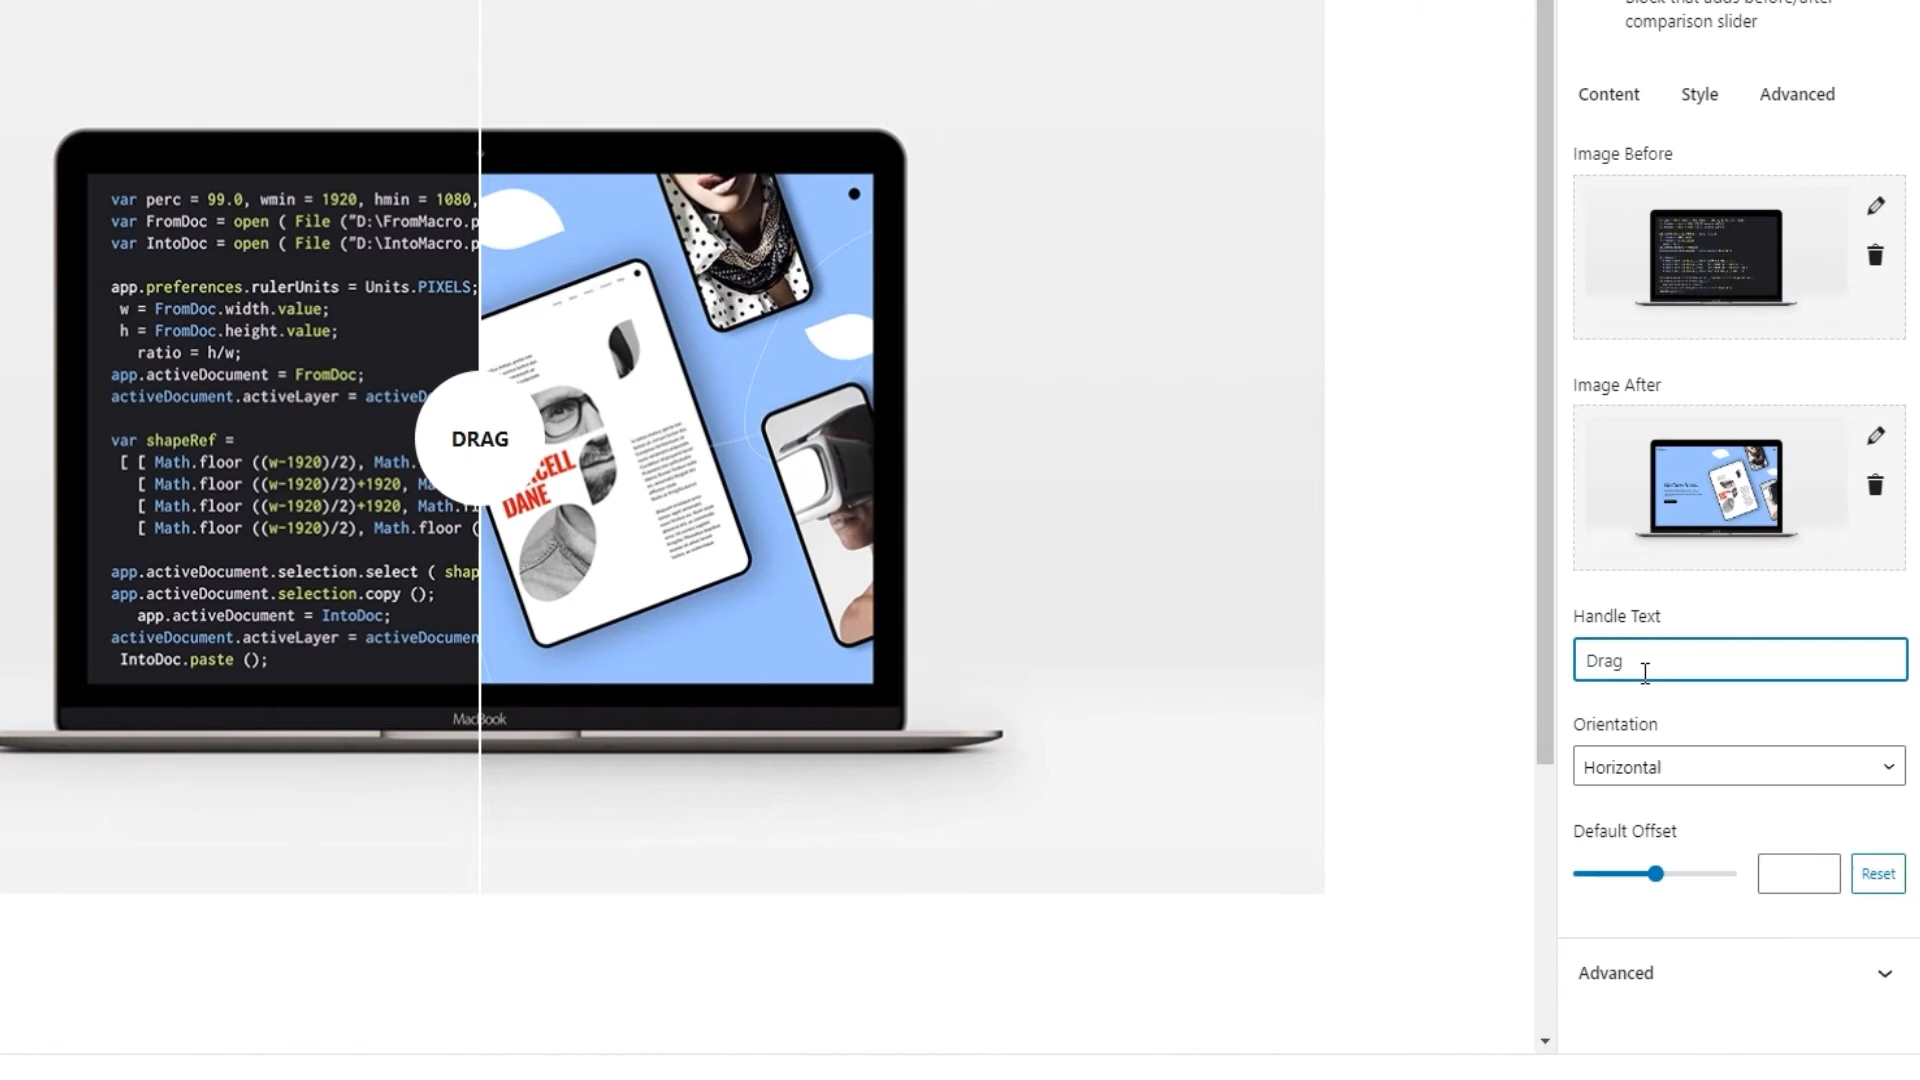 comparison slider
Content Style Advanced
Image Before
Image After
Handle Text
Drag
Orientation
Horizontal
Default Offset
Reset
Advanced
var perc = 99.0, wmin = 1920, hmin = 1080,
var FromDoc = open ( File ("D:\FromMacro.p
var IntoDoc = open ( File ("D:\IntoMacro.p
app.preferences.rulerUnits = Units.PIXELS;
w = FromDoc.width.value;
h = FromDoc.height.value;
ratio = h/w;
app.activeDocument = FromDoc;
activeDocument.activeLayer = activeD
var shapeRef =
[ [ Math.floor ((w-1920)/2), Math.
[ Math.floor ((w-1920)/2)+1920, Ma
[ Math.floor ((w-1920)/2)+1920, Math.
[ Math.floor ((w-1920)/2), Math.floor (
app.activeDocument.selection.select ( shap
app.activeDocument.selection.copy ();
app.activeDocument = IntoDoc;
activeDocument.activeLayer = activeDocumen
IntoDoc.paste ();
DRAG
CELL
DANE
MacBook